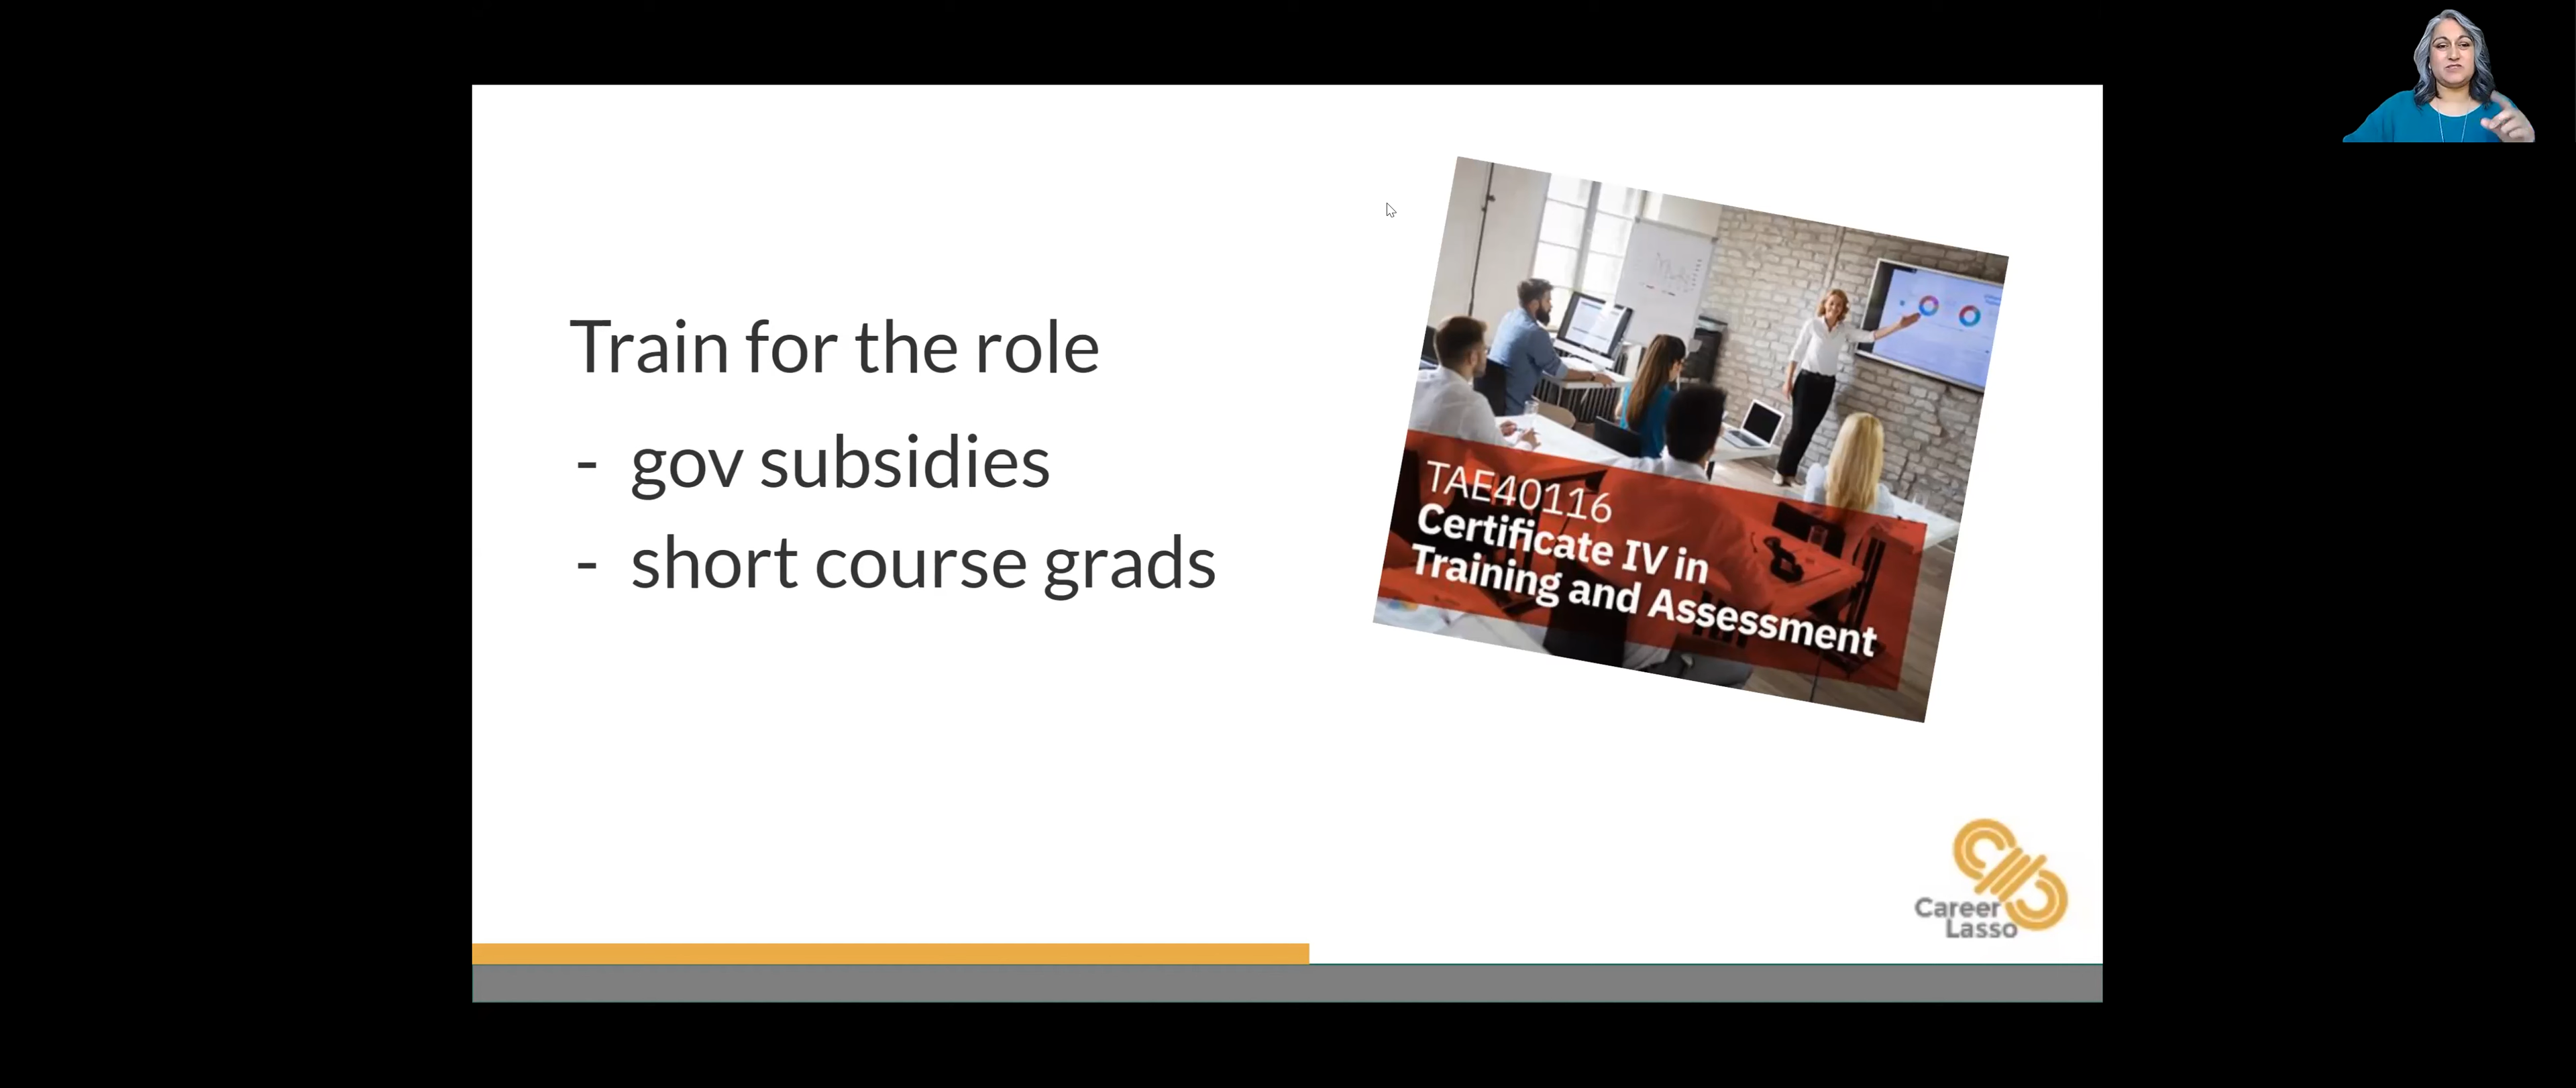 Train for the role
- gov subsidies
- short course grads
TAE40116
Certificate IV in
Training and Assessment
Career
Lasso